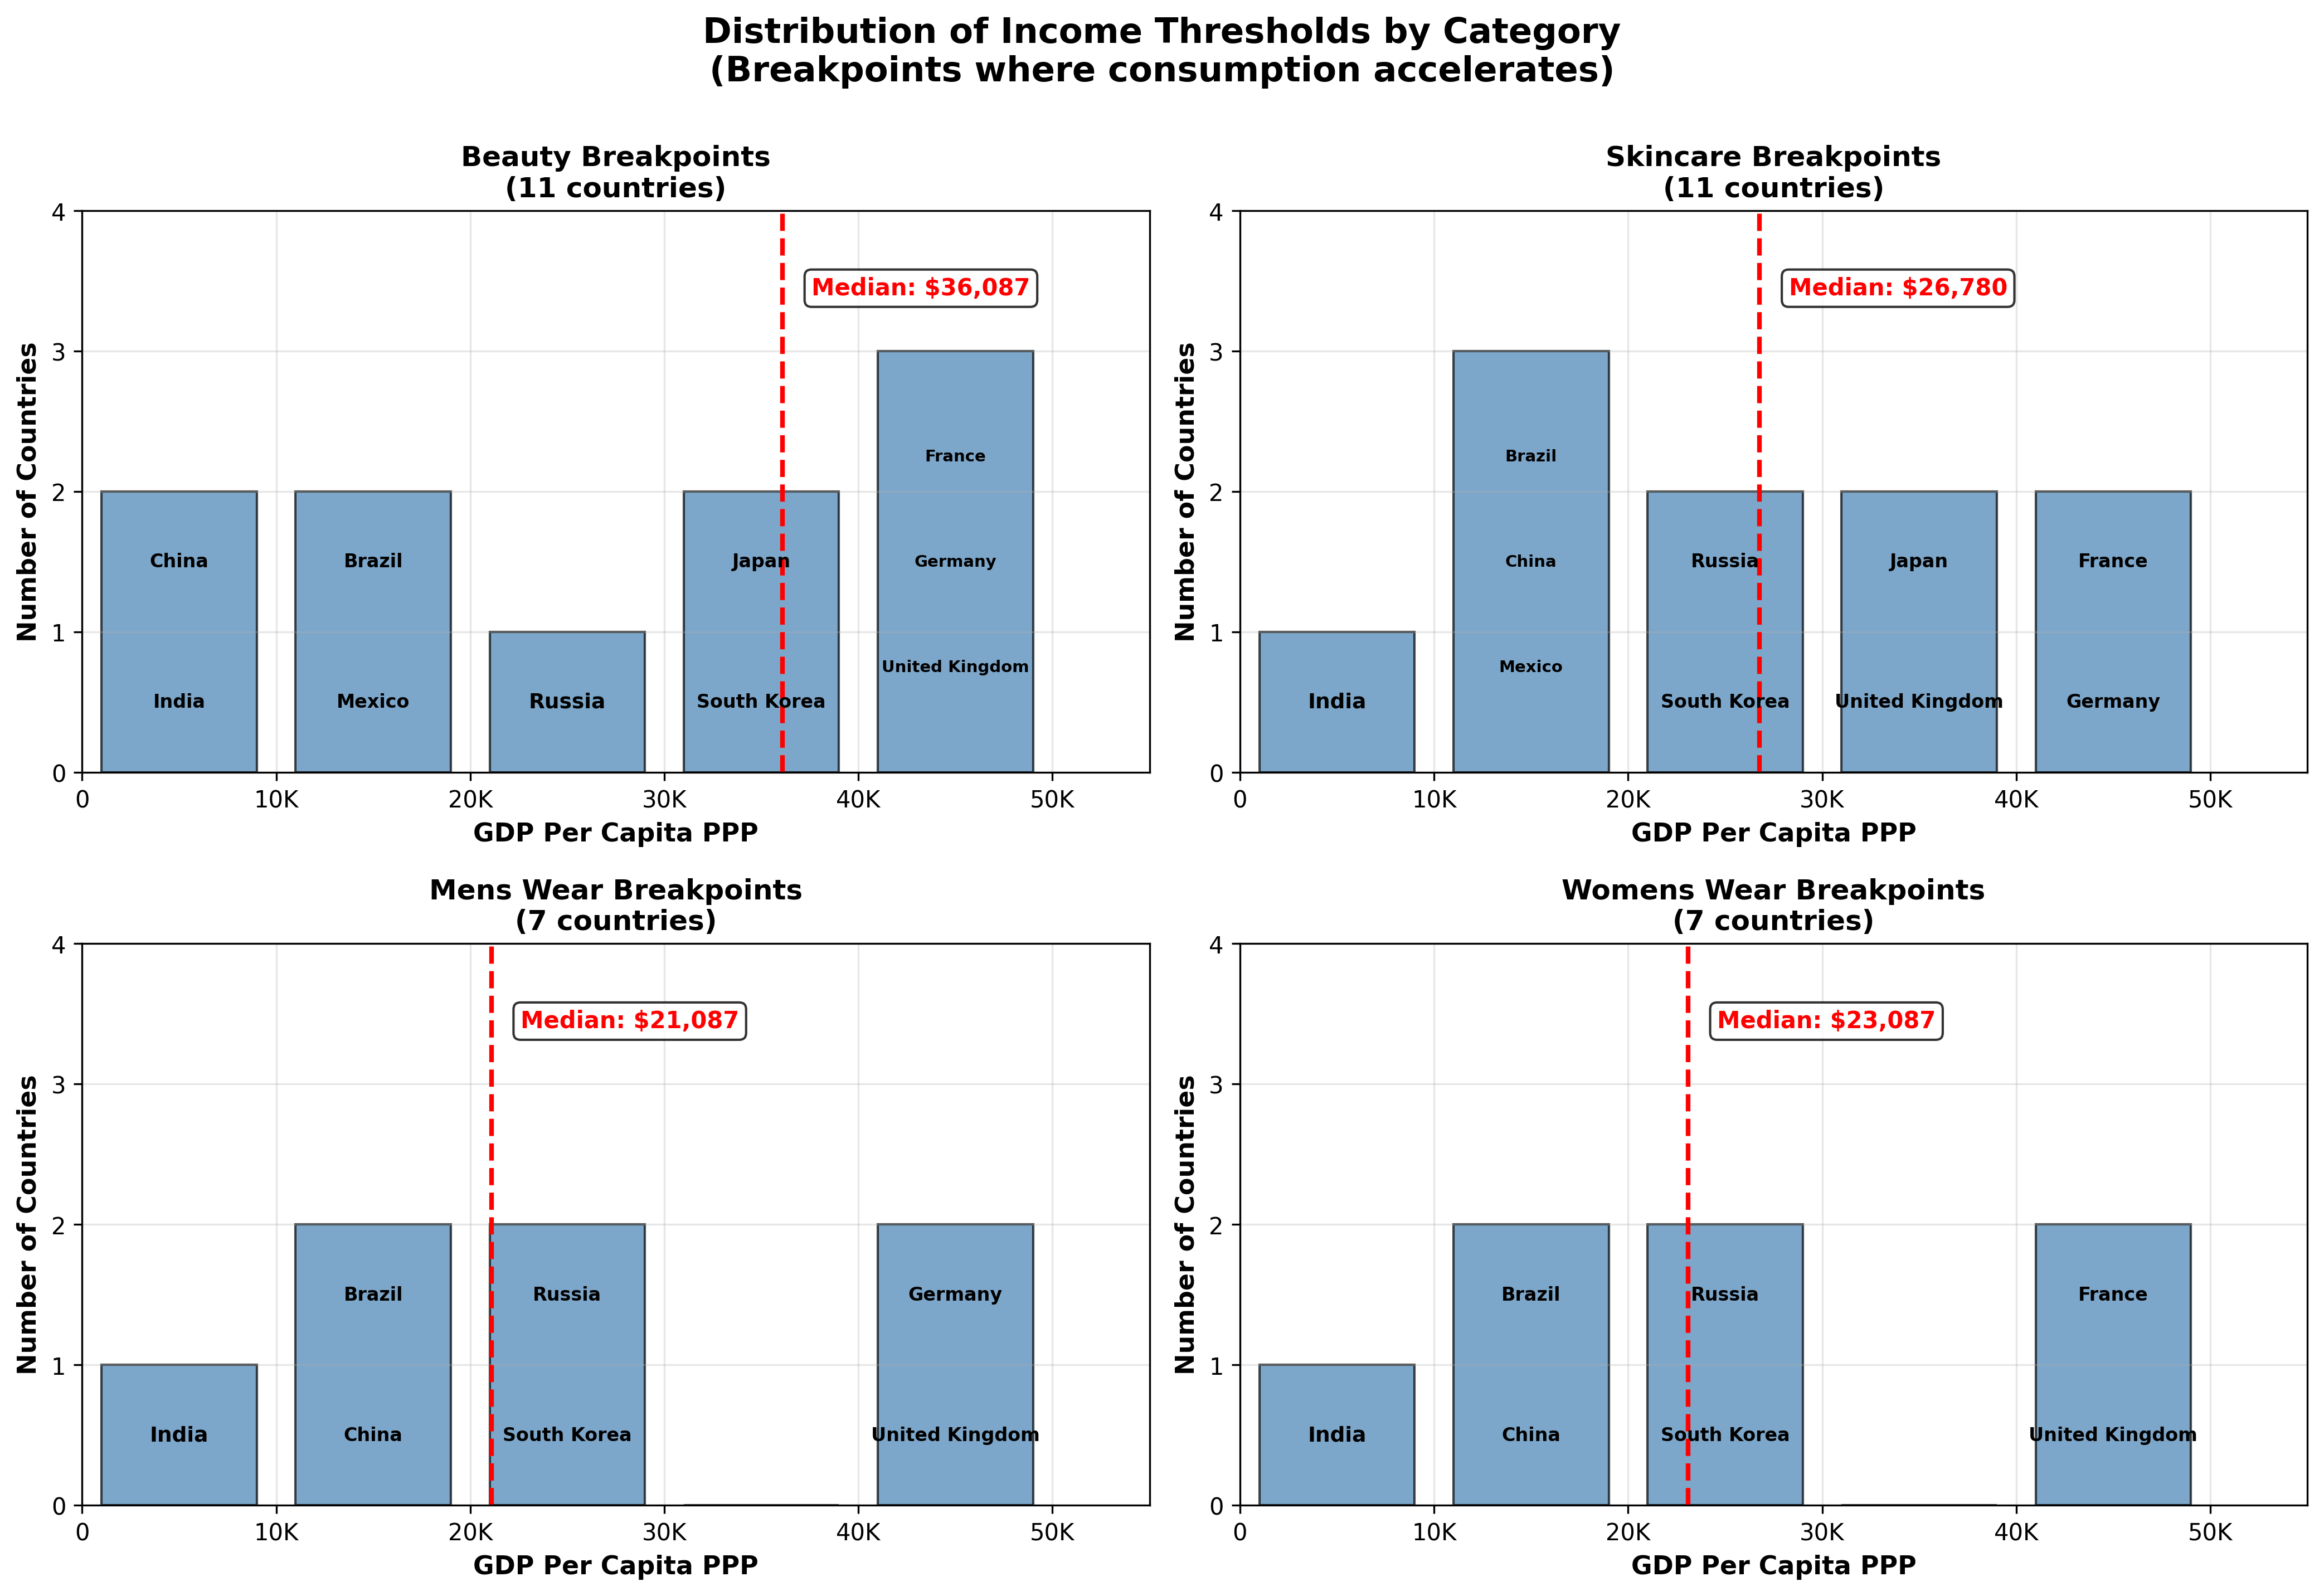 Distribution of Income Thresholds by Category
(Breakpoints where consumption accelerates)
Beauty Breakpoints
(11 countries)
Number of Countries
4
3
2
1
0
Median: $36,087
France
China
Brazil
Japan
Germany
United Kingdom
India
Mexico
Russia
South Korea
0
10K
20K
30K
40K
50K
GDP Per Capita PPP
Skincare Breakpoints
(11 countries)
Number of Countries
4
3
2
1
0
Median: $26,780
Brazil
China
Russia
Japan
France
Mexico
India
South Korea
United Kingdom
Germany
0
10K
20K
30K
40K
50K
GDP Per Capita PPP
Mens Wear Breakpoints
(7 countries)
Number of Countries
4
3
2
1
0
Median: $21,087
Brazil
Russia
Germany
India
China
South Korea
United Kingdom
0
10K
20K
30K
40K
50K
GDP Per Capita PPP
Womens Wear Breakpoints
(7 countries)
Number of Countries
4
3
2
1
0
Median: $23,087
Brazil
Russia
France
India
China
South Korea
United Kingdom
0
10K
20K
30K
40K
50K
GDP Per Capita PPP